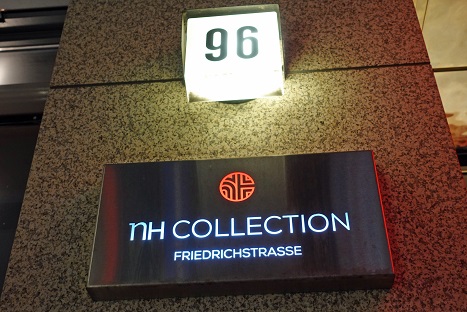 96
nH COLLECTION
FRIEDRICHSTRASSE